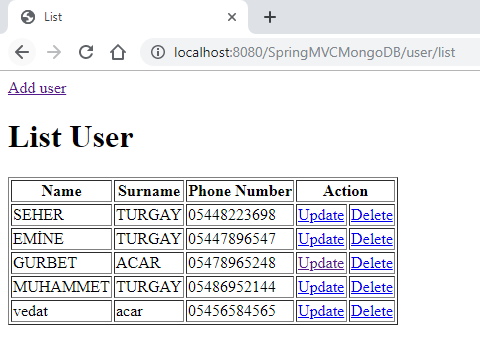 List
localhost:8080/SpringMVCMongoDB/user/list
Add user
List User
Name Surname Phone Number Action
SEHER TURGAY 05448223698 Update Delete
EMİNE TURGAY 05447896547 Update Delete
GURBET ACAR 05478965248 Update Delete
MUHAMMET TURGAY 05486952144 Update Delete
vedat acar 05456584565 Update Delete